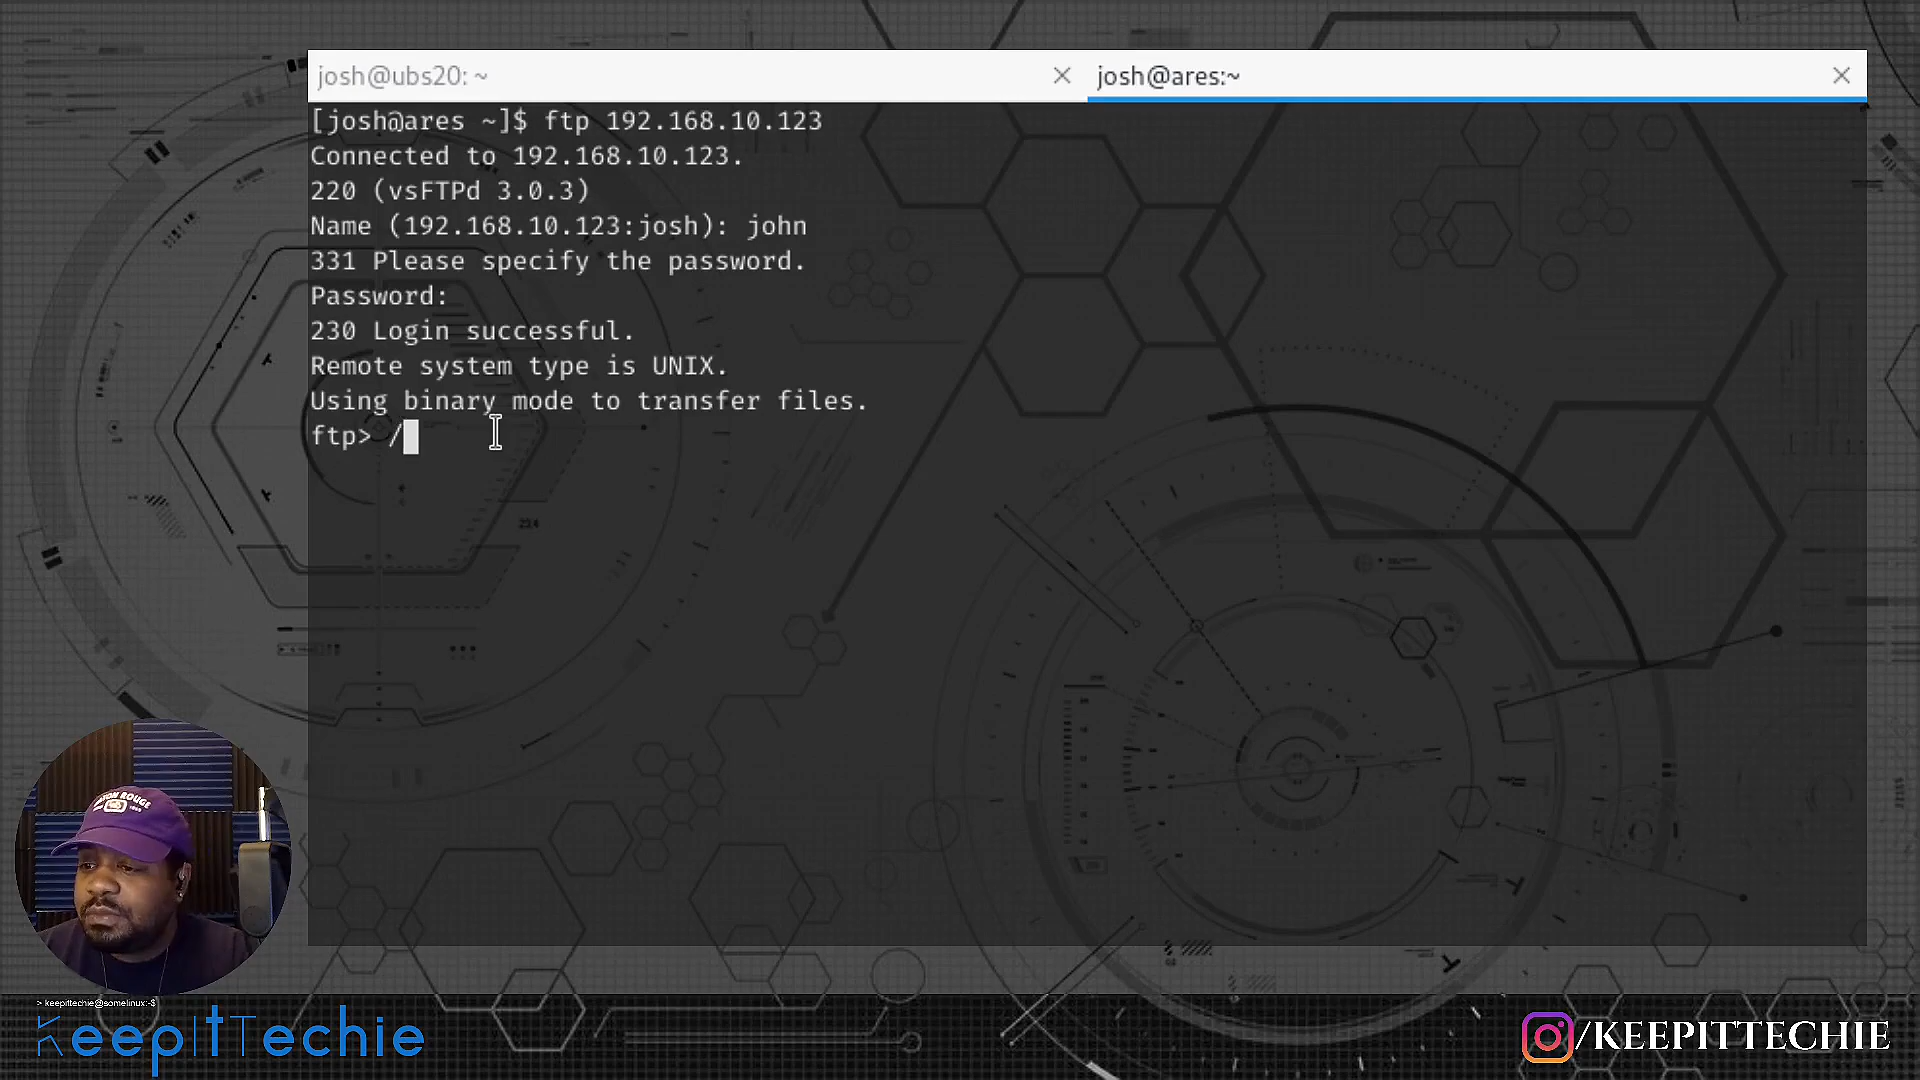 josh@ubs20: ~
josh@ares:~
[josh@ares ~]$ ftp 192.168.10.123
Connected to 192.168.10.123.
220 (vsFTPd 3.0.3)
Name (192.168.10.123:josh): john
331 Please specify the password.
Password:
230 Login successful.
Remote system type is UNIX.
Using binary mode to transfer files.
ftp> /
> keepittechie@somelinux:~$
KeepItTechie
/KEEPITTECHIE